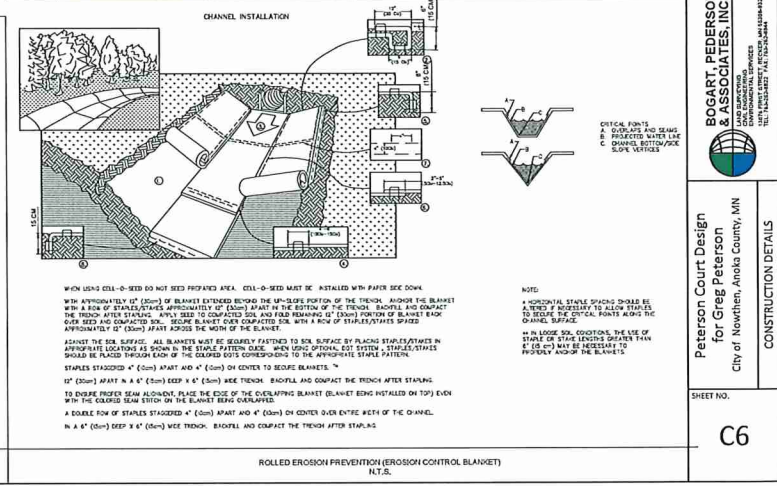 CHANNEL INSTALLATION
12"
(30 CM)
6"
(15 CM)
15 CM
CRITICAL POINTS
A. OVERLAPS AND SEAMS
B. PROJECTED WATER LINE
C. CHANNEL BOTTOM/SIDE
SLOPE VERTICES
A
B
C
A
B
C
WHEN USING CELL-O-SEED DO NOT SEED PREPARED AREA. CELL-O-SEED MUST BE INSTALLED WITH PAPER SIDE DOWN.
WITH APPROXIMATELY 12" (30cm) OF BLANKET EXTENDED BEYOND THE UP-SLOPE PORTION OF THE TRENCH. ANCHOR THE BLANKET
WITH A ROW OF STAPLES/STAKES APPROXIMATELY 12" (30cm) APART IN THE BOTTOM OF THE TRENCH. BACKFILL AND COMPACT
THE TRENCH AFTER STAPLING. APPLY SEED TO COMPACTED SOIL AND FOLD REMAINING 12" (30cm) PORTION OF BLANKET BACK
OVER SEED AND COMPACTED SOIL. SECURE BLANKET OVER COMPACTED SOIL WITH A ROW OF STAPLES/STAKES SPACED
APPROXIMATELY 12" (30cm) APART ACROSS THE WIDTH OF THE BLANKET.
AGAINST THE SOIL SURFACE. ALL BLANKETS MUST BE SECURELY FASTENED TO SOIL SURFACE BY PLACING STAPLES/STAKES IN
APPROPRIATE LOCATIONS AS SHOWN IN THE STAPLE PATTERN GUIDE. WHEN USING OPTIONAL DOT SYSTEM, STAPLES/STAKES
SHOULD BE PLACED THROUGH EACH OF THE COLORED DOTS CORRESPONDING TO THE APPROPRIATE STAPLE PATTERN.
STAPLES STAGGERED 4" (10cm) APART AND 4" (10cm) ON CENTER TO SECURE BLANKETS.
12" (30cm) APART IN A 6" (15cm) DEEP X 6" (15cm) WIDE TRENCH. BACKFILL AND COMPACT THE TRENCH AFTER STAPLING.
TO ENSURE PROPER SEAM ALIGNMENT, PLACE THE EDGE OF THE OVERLAPPING BLANKET (BLANKET BEING INSTALLED ON TOP) EVEN
WITH THE COLORED SEAM STITCH ON THE BLANKET BEING OVERLAPPED.
A DOUBLE ROW OF STAPLES STAGGERED 4" (10cm) APART AND 4" (10cm) ON CENTER OVER ENTIRE WIDTH OF THE CHANNEL.
IN A 6" (15cm) DEEP X 6" (15cm) WIDE TRENCH. BACKFILL AND COMPACT THE TRENCH AFTER STAPLING.
NOTE:
* HORIZONTAL STAPLE SPACING SHOULD BE
ALTERED IF NECESSARY TO ALLOW STAPLES
TO SECURE THE CRITICAL POINTS ALONG THE
CHANNEL SURFACE.
** IN LOOSE SOIL CONDITIONS, THE USE OF
STAPLE OR STAKE LENGTHS GREATER THAN
6" (15 cm) MAY BE NECESSARY TO
PROPERLY ANCHOR THE BLANKETS.
ROLLED EROSION PREVENTION (EROSION CONTROL BLANKET)
N.T.S.
BOGART, PEDERSO
& ASSOCIATES, INC
LAND SURVEYING
CIVIL ENGINEERING
ENVIRONMENTAL SERVICES
FIRST STREET, BECKER, MN
Peterson Court Design
for Greg Peterson
City of Nowthen, Anoka County, MN
CONSTRUCTION DETAILS
SHEET NO.
C6